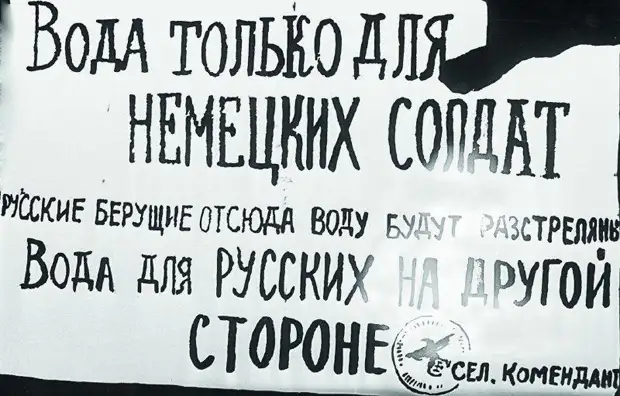 Вода только для
немецких солдат
Русские берущие отсюда воду будут разстреляны
Вода для русских на другой
стороне
сел. комендант